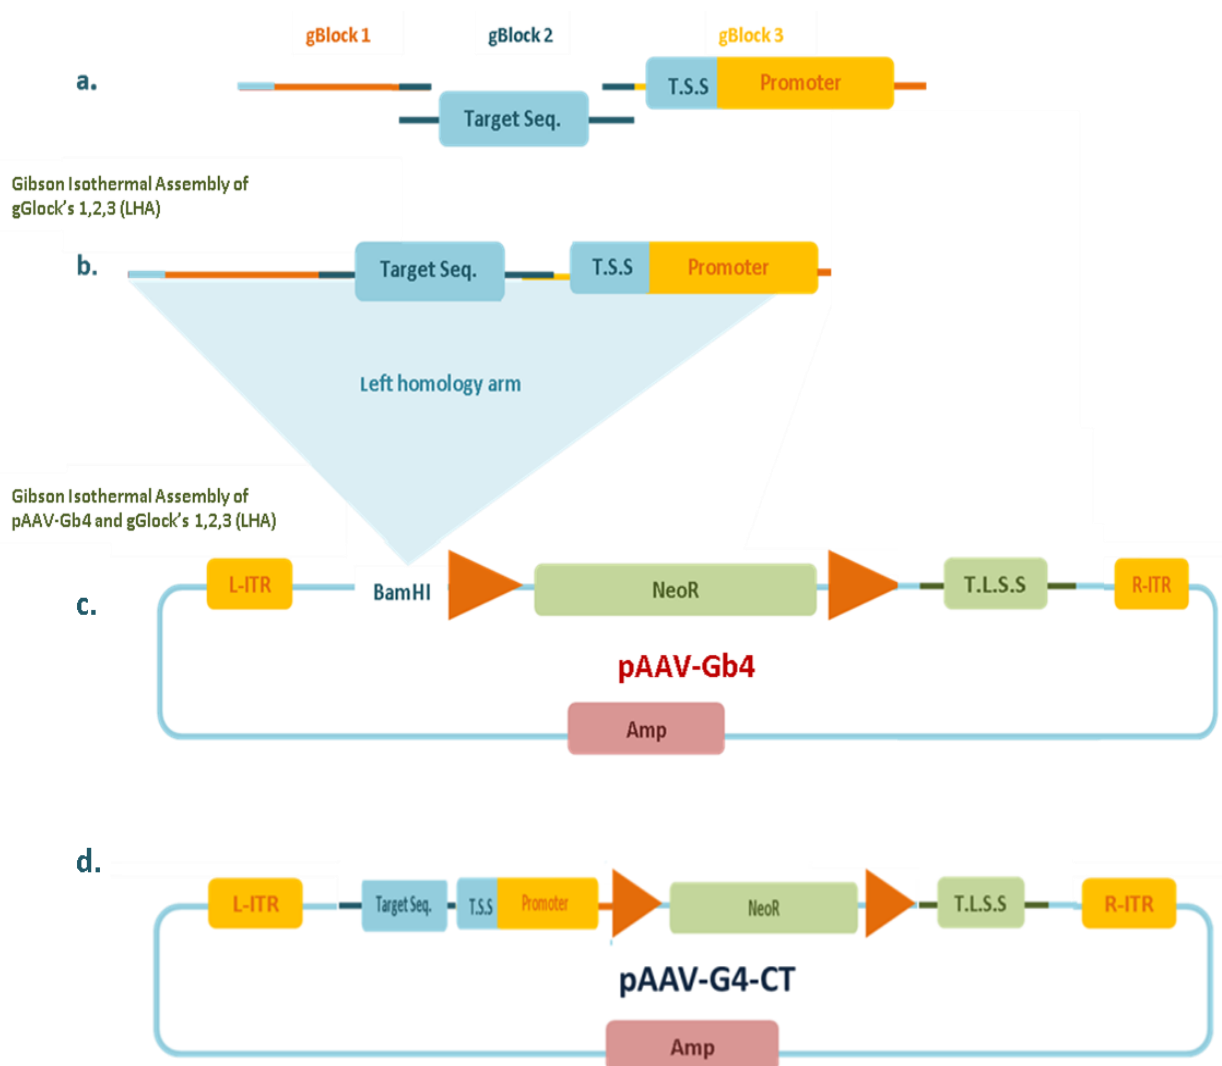 gBlock 1 gBlock 2 gBlock 3
a.
T.S.S Promoter
Target Seq.
Gibson Isothermal Assembly of
gGlock's 1,2,3 (LHA)
b.
Target Seq. T.S.S Promoter
Left homology arm
Gibson Isothermal Assembly of
pAAV-Gb4 and gGlock's 1,2,3 (LHA)
c.
L-ITR BamHI NeoR T.L.S.S R-ITR
pAAV-Gb4
Amp
d.
L-ITR Target Seq. T.S.S Promoter NeoR T.L.S.S R-ITR
pAAV-G4-CT
Amp